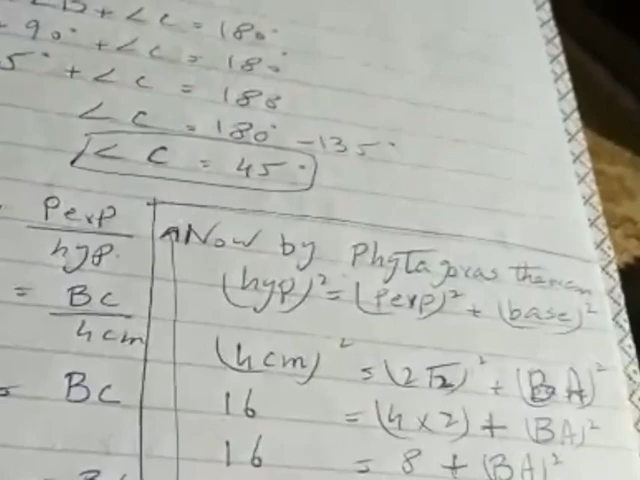 ∠B + ∠C = 180°
90° + ∠C = 180°
5° + ∠C = 180
∠C = 180° - 135°
∠C = 45°
Perp
hyp.
= BC
4cm
= BC
Now by Phytagoras theorem
(hyp)² = (Perp)² + (base)²
(4cm)² = (2√2)² + (BA)²
16 = (4×2) + (BA)²
16 = 8 + (BA)²